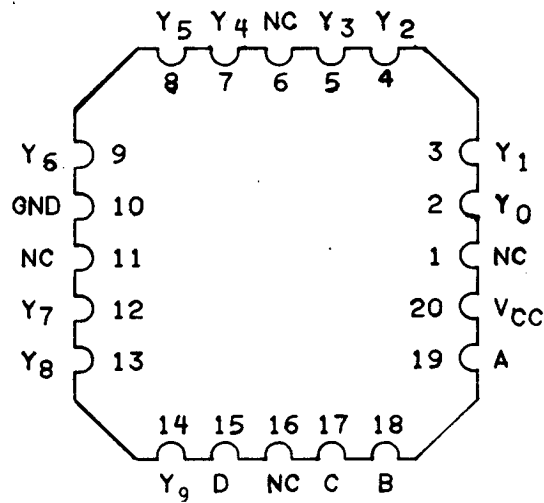 Y5 Y4 NC Y3 Y2
8 7 6 5 4
Y6 9 3 Y1
GND 10 2 Y0
NC 11 1 NC
Y7 12 20 VCC
Y8 13 19 A
14 15 16 17 18
Y9 D NC C B